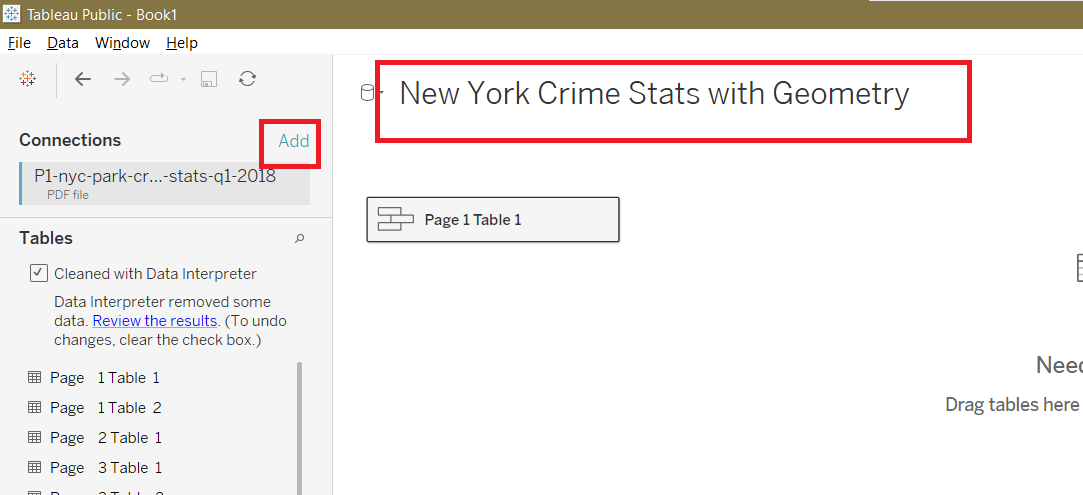 Tableau Public - Book1
File Data Window Help
New York Crime Stats with Geometry
Connections Add
P1-nyc-park-cr...-stats-q1-2018
PDF file
Page 1 Table 1
Tables
Cleaned with Data Interpreter
Data Interpreter removed some
data. Review the results. (To undo
changes, clear the check box.)
Page 1 Table 1
Page 1 Table 2
Page 2 Table 1
Page 3 Table 1
Need
Drag tables here